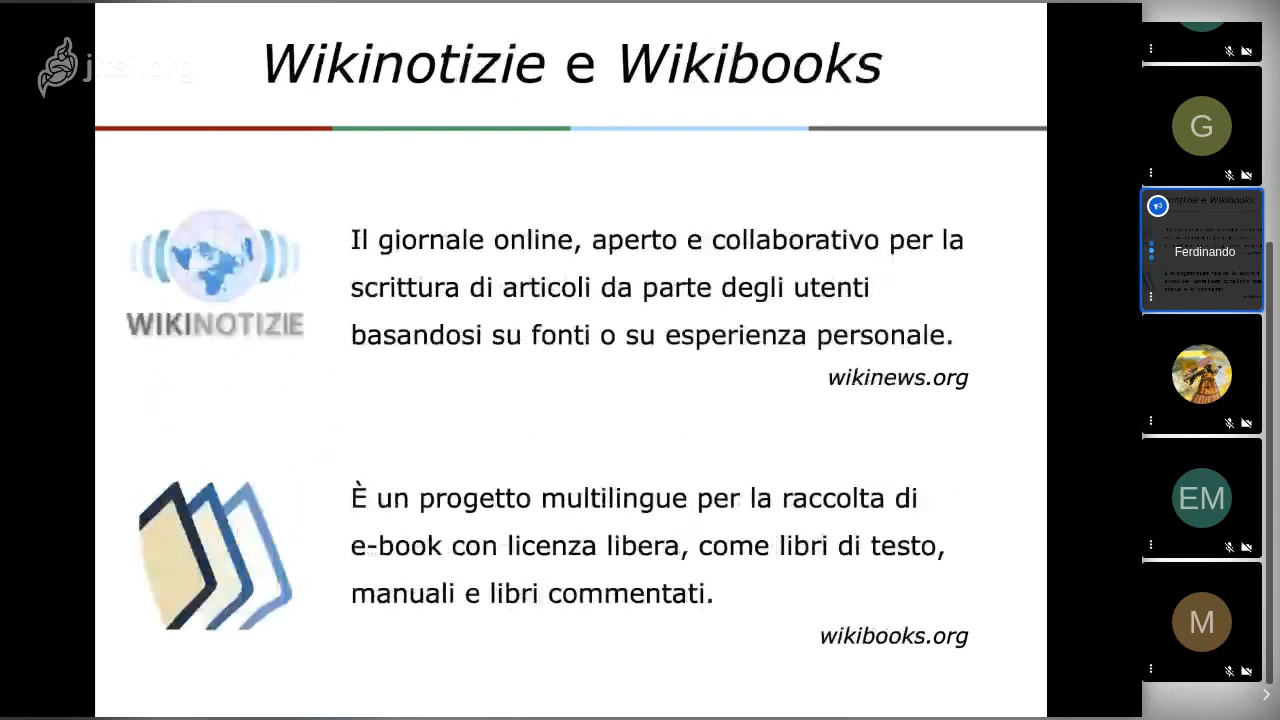 jitsi.org
Wikinotizie e Wikibooks
WIKINOTIZIE
Il giornale online, aperto e collaborativo per la
scrittura di articoli da parte degli utenti
basandosi su fonti o su esperienza personale.
wikinews.org
È un progetto multilingue per la raccolta di
e-book con licenza libera, come libri di testo,
manuali e libri commentati.
wikibooks.org
G
Ferdinando
EM
M